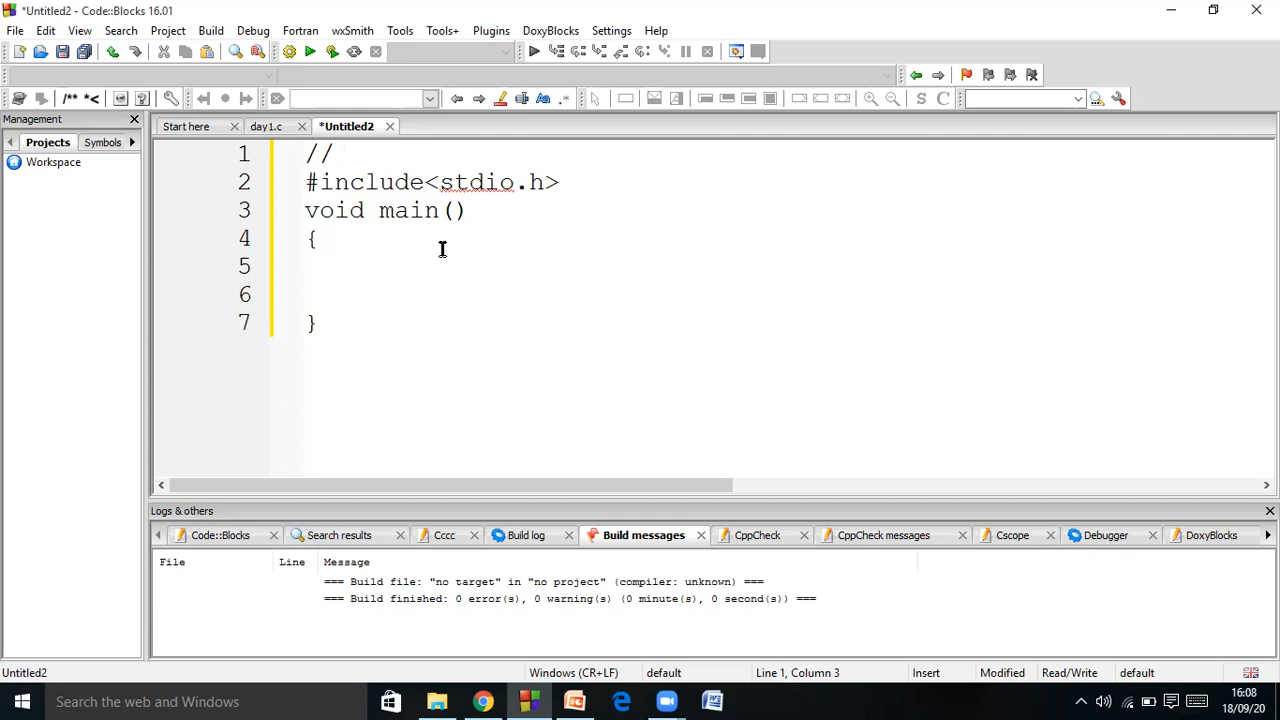 *Untitled2 - Code::Blocks 16.01
File Edit View Search Project Build Debug Fortran wxSmith Tools Tools+ Plugins DoxyBlocks Settings Help
/** *<
S C
Management
Start here day1.c *Untitled2
Projects Symbols
Workspace
1 //
2 #include<stdio.h>
3 void main()
4 {
5
6
7 }
Logs & others
Code::Blocks Search results Cccc Build log Build messages CppCheck CppCheck messages Cscope Debugger DoxyBlocks
File Line Message
=== Build file: "no target" in "no project" (compiler: unknown) ===
=== Build finished: 0 error(s), 0 warning(s) (0 minute(s), 0 second(s)) ===
Untitled2 Windows (CR+LF) default Line 1, Column 3 Insert Modified Read/Write default
Search the web and Windows
16:08
18/09/20